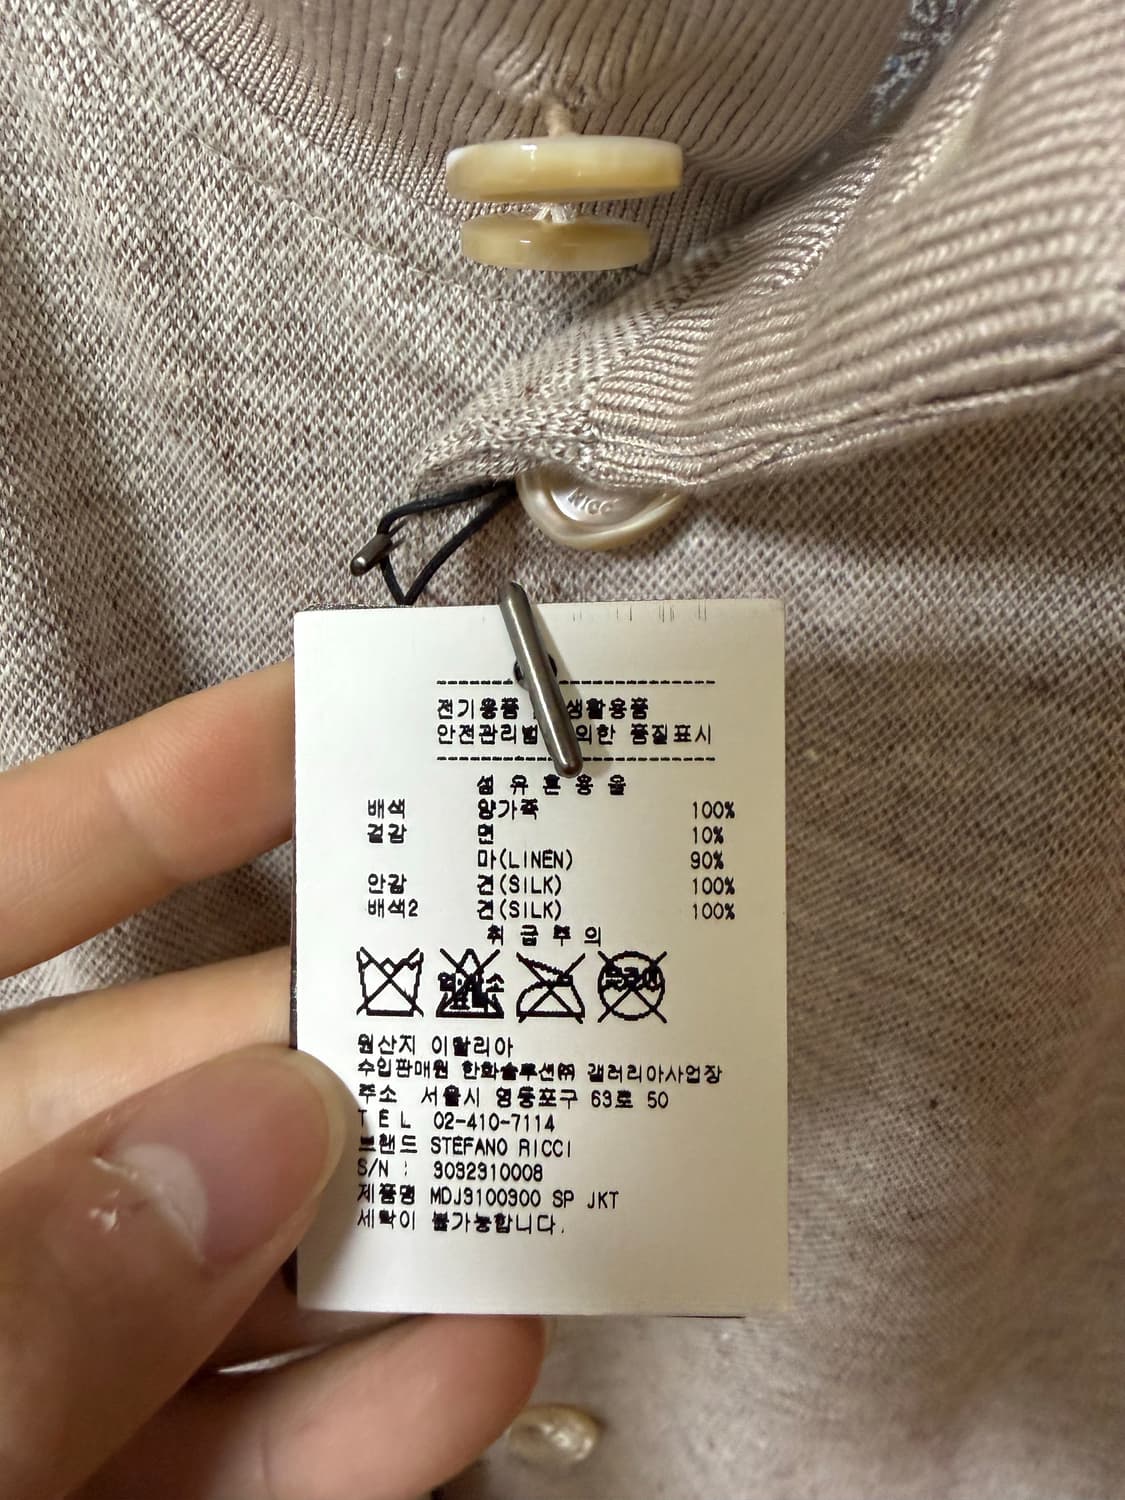 RICC
전기용품 생활용품
안전관리법 의한 품질표시
섬 유 혼 용 율
배색 양가죽 100%
겉감 면 10%
마(LINEN) 90%
안감 견(SILK) 100%
배색2 견(SILK) 100%
취 급 주 의
원산지 이탈리아
수입판매원 한화솔루션㈜ 갤러리아사업장
주소 서울시 영등포구 63로 50
T E L 02-410-7114
브랜드 STEFANO RICCI
S/N : 3032310008
제품명 MDJ3100300 SP JKT
세탁이 불가능합니다.